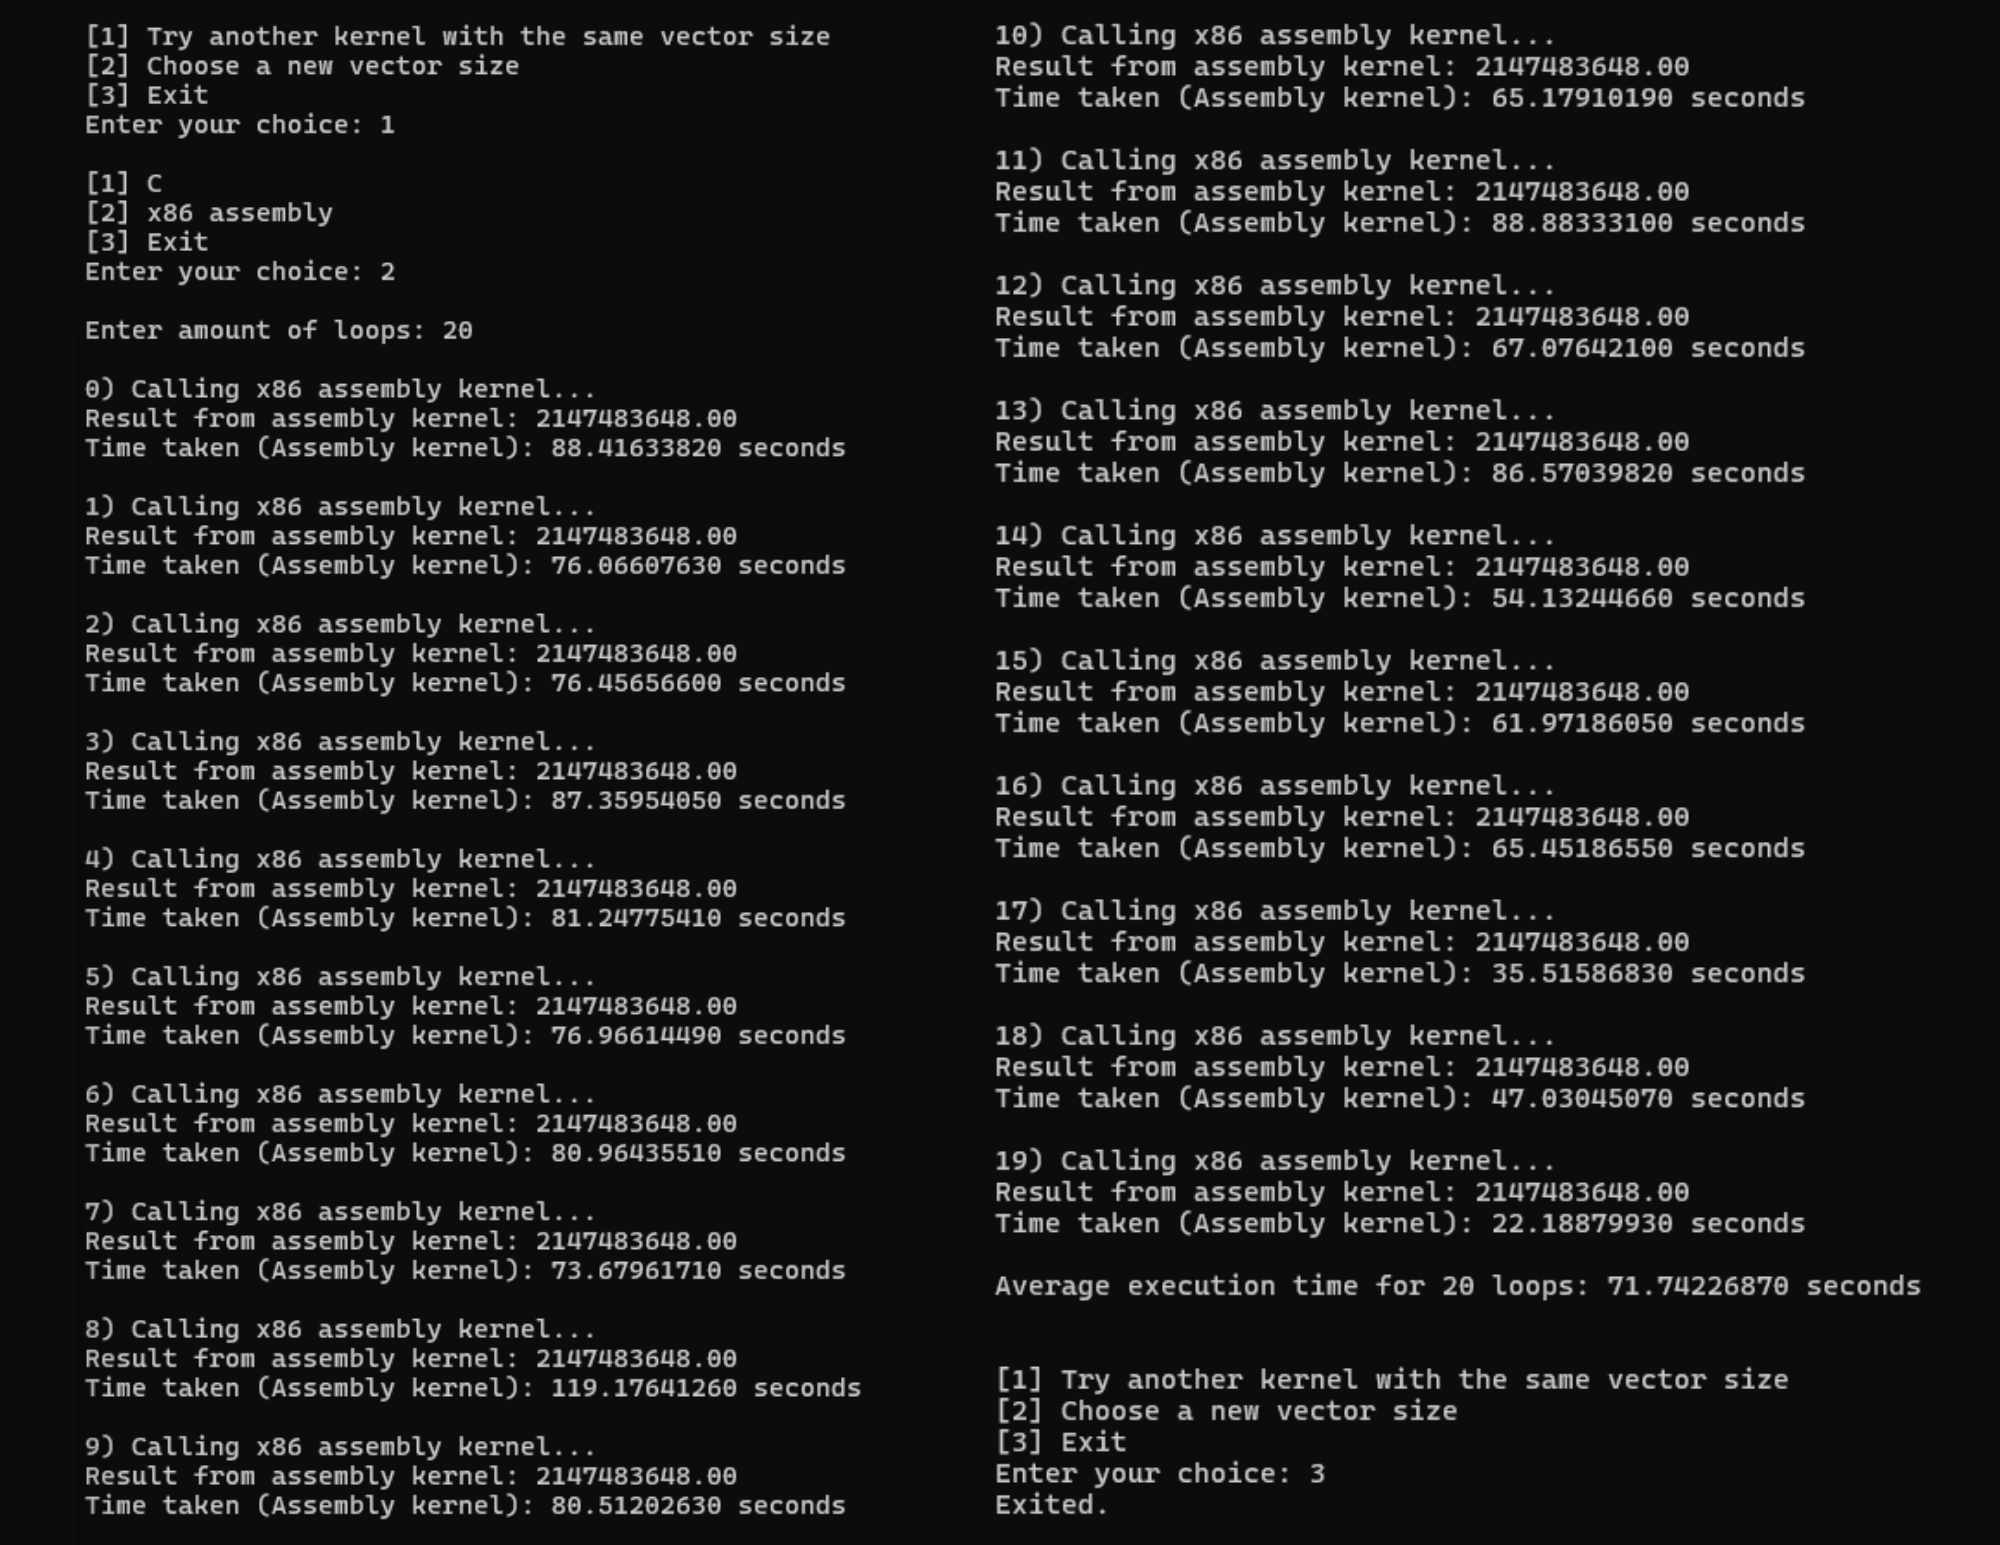 [1] Try another kernel with the same vector size
[2] Choose a new vector size
[3] Exit
Enter your choice: 1
[1] C
[2] x86 assembly
[3] Exit
Enter your choice: 2
Enter amount of loops: 20
0) Calling x86 assembly kernel...
Result from assembly kernel: 2147483648.00
Time taken (Assembly kernel): 88.41633820 seconds
1) Calling x86 assembly kernel...
Result from assembly kernel: 2147483648.00
Time taken (Assembly kernel): 76.06607630 seconds
2) Calling x86 assembly kernel...
Result from assembly kernel: 2147483648.00
Time taken (Assembly kernel): 76.45656600 seconds
3) Calling x86 assembly kernel...
Result from assembly kernel: 2147483648.00
Time taken (Assembly kernel): 87.35954050 seconds
4) Calling x86 assembly kernel...
Result from assembly kernel: 2147483648.00
Time taken (Assembly kernel): 81.24775410 seconds
5) Calling x86 assembly kernel...
Result from assembly kernel: 2147483648.00
Time taken (Assembly kernel): 76.96614490 seconds
6) Calling x86 assembly kernel...
Result from assembly kernel: 2147483648.00
Time taken (Assembly kernel): 80.96435510 seconds
7) Calling x86 assembly kernel...
Result from assembly kernel: 2147483648.00
Time taken (Assembly kernel): 73.67961710 seconds
8) Calling x86 assembly kernel...
Result from assembly kernel: 2147483648.00
Time taken (Assembly kernel): 119.17641260 seconds
9) Calling x86 assembly kernel...
Result from assembly kernel: 2147483648.00
Time taken (Assembly kernel): 80.51202630 seconds
10) Calling x86 assembly kernel...
Result from assembly kernel: 2147483648.00
Time taken (Assembly kernel): 65.17910190 seconds
11) Calling x86 assembly kernel...
Result from assembly kernel: 2147483648.00
Time taken (Assembly kernel): 88.88333100 seconds
12) Calling x86 assembly kernel...
Result from assembly kernel: 2147483648.00
Time taken (Assembly kernel): 67.07642100 seconds
13) Calling x86 assembly kernel...
Result from assembly kernel: 2147483648.00
Time taken (Assembly kernel): 86.57039820 seconds
14) Calling x86 assembly kernel...
Result from assembly kernel: 2147483648.00
Time taken (Assembly kernel): 54.13244660 seconds
15) Calling x86 assembly kernel...
Result from assembly kernel: 2147483648.00
Time taken (Assembly kernel): 61.97186050 seconds
16) Calling x86 assembly kernel...
Result from assembly kernel: 2147483648.00
Time taken (Assembly kernel): 65.45186550 seconds
17) Calling x86 assembly kernel...
Result from assembly kernel: 2147483648.00
Time taken (Assembly kernel): 35.51586830 seconds
18) Calling x86 assembly kernel...
Result from assembly kernel: 2147483648.00
Time taken (Assembly kernel): 47.03045070 seconds
19) Calling x86 assembly kernel...
Result from assembly kernel: 2147483648.00
Time taken (Assembly kernel): 22.18879930 seconds
Average execution time for 20 loops: 71.74226870 seconds
[1] Try another kernel with the same vector size
[2] Choose a new vector size
[3] Exit
Enter your choice: 3
Exited.